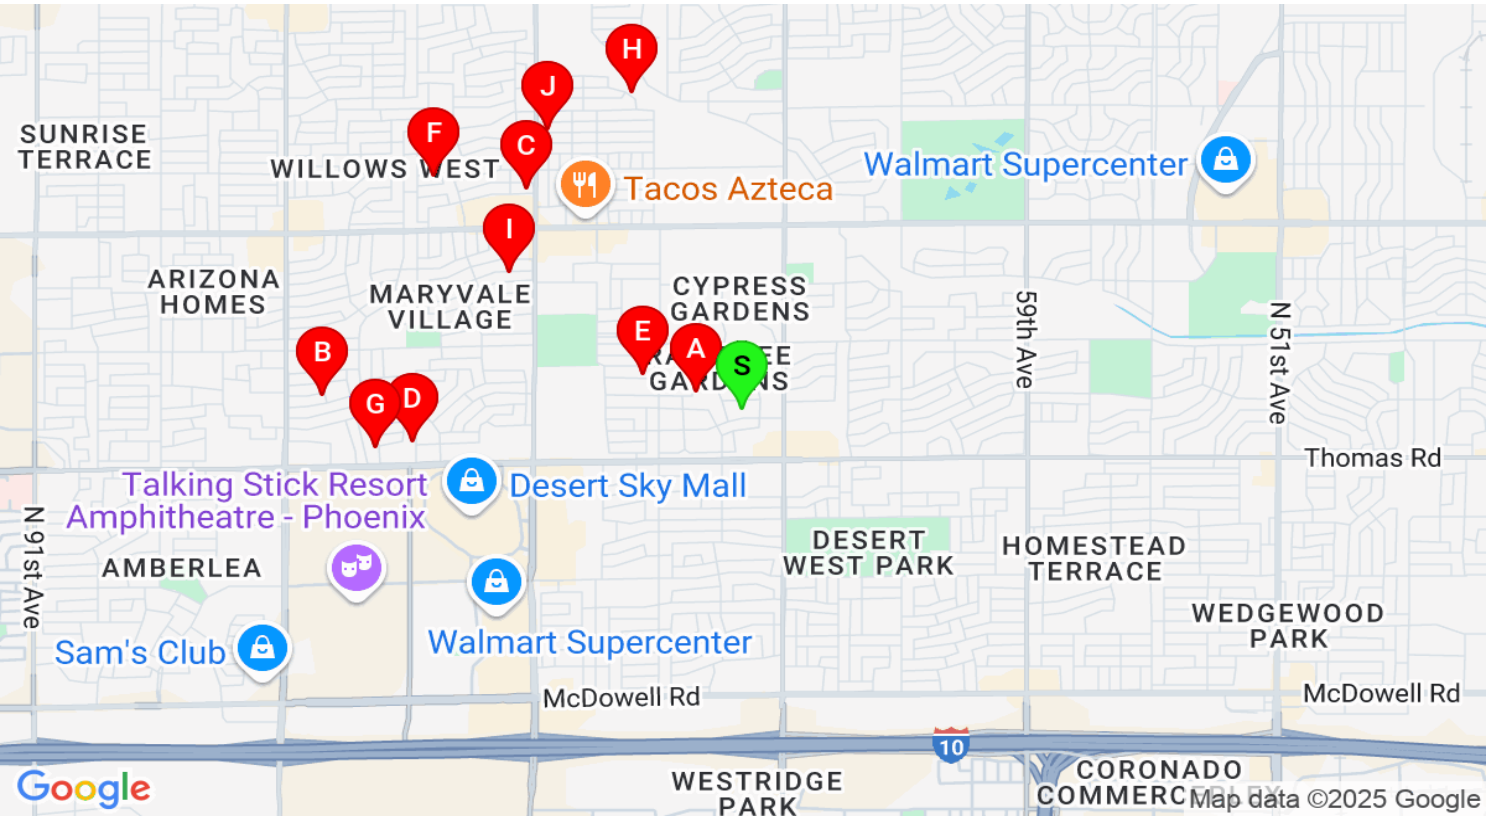 H
J
F
C
SUNRISE
TERRACE
WILLOWS WEST
Walmart Supercenter
Tacos Azteca
I
ARIZONA
HOMES
CYPRESS
GARDENS
MARYVALE
VILLAGE
59th Ave
N 51st Ave
E
A
B
S
GARDENS
G
D
Thomas Rd
Talking Stick Resort
Amphitheatre - Phoenix
Desert Sky Mall
N 91st Ave
AMBERLEA
DESERT
WEST PARK
HOMESTEAD
TERRACE
WEDGEWOOD
PARK
Sam's Club
Walmart Supercenter
McDowell Rd
McDowell Rd
10
WESTRIDGE
PARK
CORONADO
Google
Map data ©2025 Google